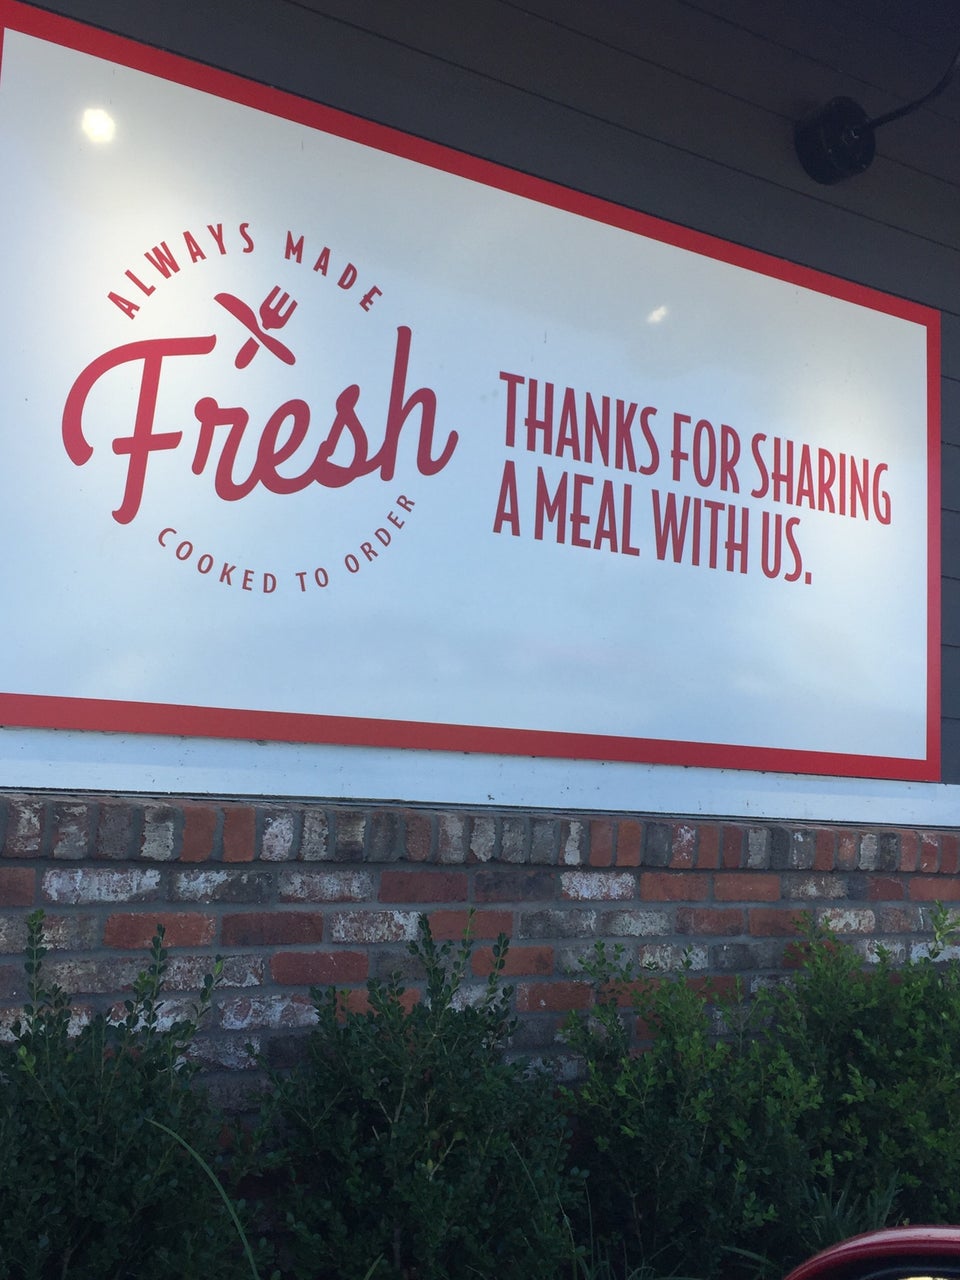 ALWAYS MADE
Fresh
COOKED TO ORDER
THANKS FOR SHARING
A MEAL WITH US.